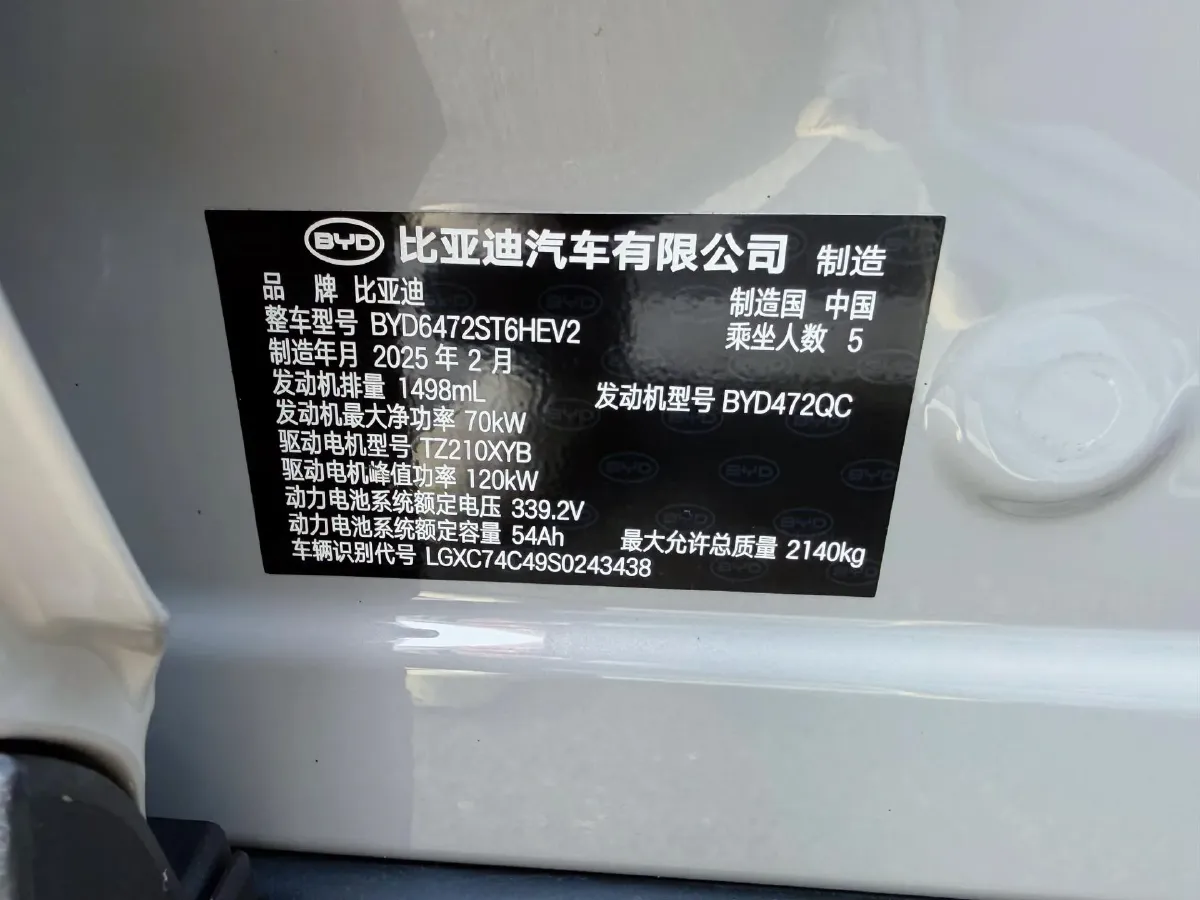 BYD 比亚迪汽车有限公司 制造
品 牌 比亚迪 制造国 中国
整车型号 BYD6472ST6HEV2 乘坐人数 5
制造年月 2025 年 2 月
发动机排量 1498mL 发动机型号 BYD472QC
发动机最大净功率 70kW
驱动电机型号 TZ210XYB
驱动电机峰值功率 120kW
动力电池系统额定电压 339.2V
动力电池系统额定容量 54Ah 最大允许总质量 2140kg
车辆识别代号 LGXC74C49S0243438